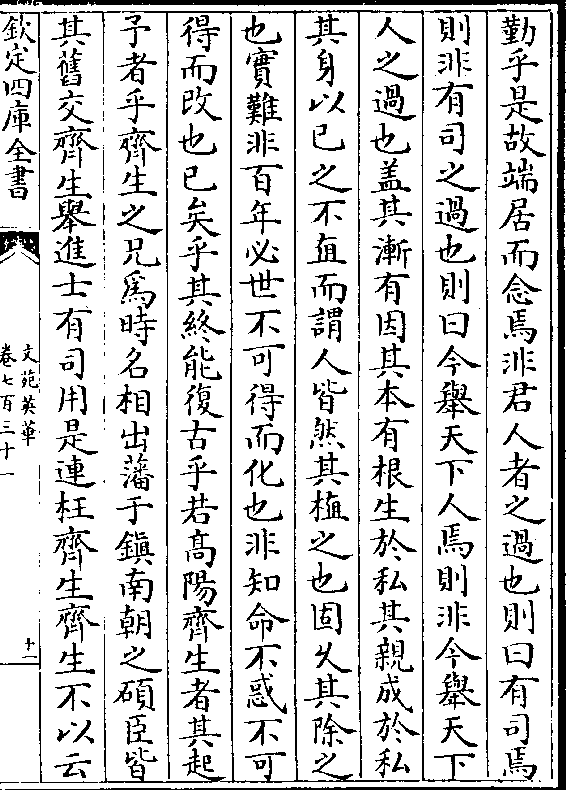 勤乎是故端居而念焉非君人者之過也則曰有司焉
則非有司之過也則曰今舉天下人焉則非今舉天下
人之過也蓋其漸有因其本有根生於私其親成於私
其身以已之不直而謂人皆然其植之也固乆其除之
也實難非百年必世不可得而化也非知命不惑不可
得而改也已矣乎其終能復古乎若髙陽齊生者其起
予者乎齊生之兄爲時名相出藩于鎭南朝之碩臣皆
其舊交齊生舉進士有司用是連枉齊生齊生不以云
欽定四庫全書
文苑英華
卷七百三十一
十一